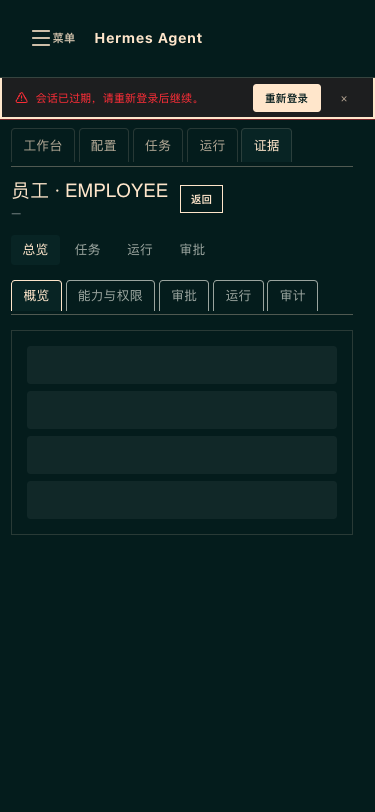 菜单 Hermes Agent
会话已过期，请重新登录后继续。 重新登录 ×
工作台 配置 任务 运行 证据
员工 · EMPLOYEE 返回
—
总览 任务 运行 审批
概览 能力与权限 审批 运行 审计